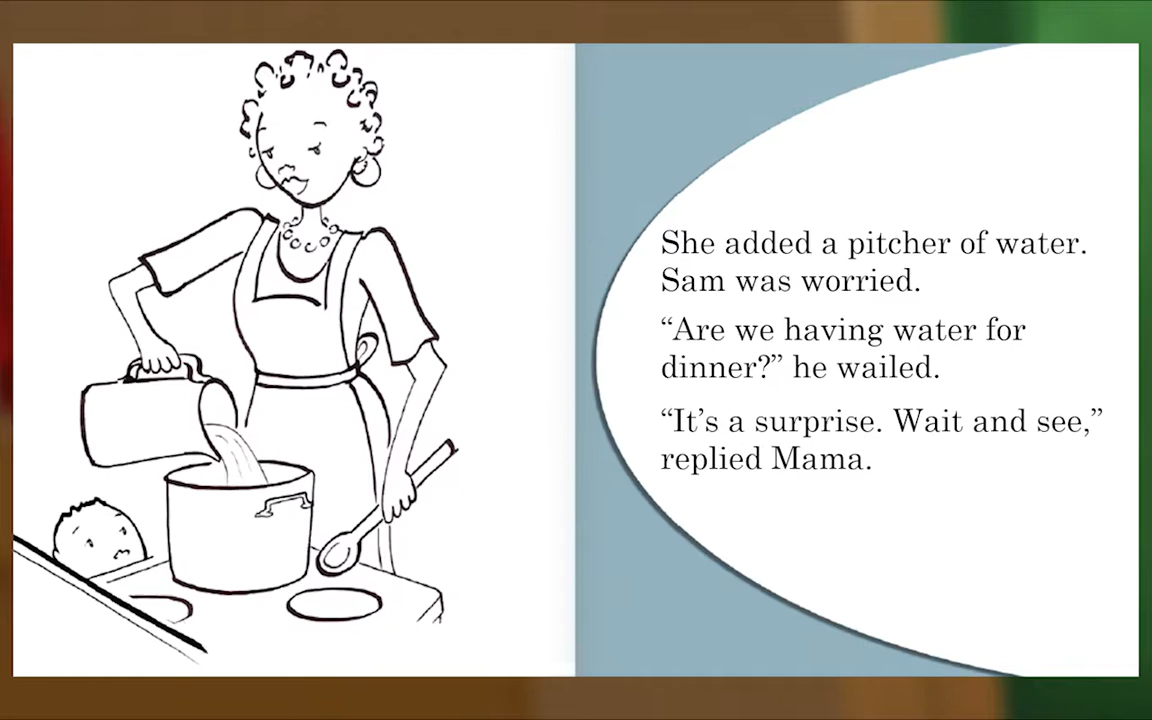 She added a pitcher of water.
Sam was worried.
“Are we having water for
dinner?” he wailed.
“It’s a surprise. Wait and see,”
replied Mama.